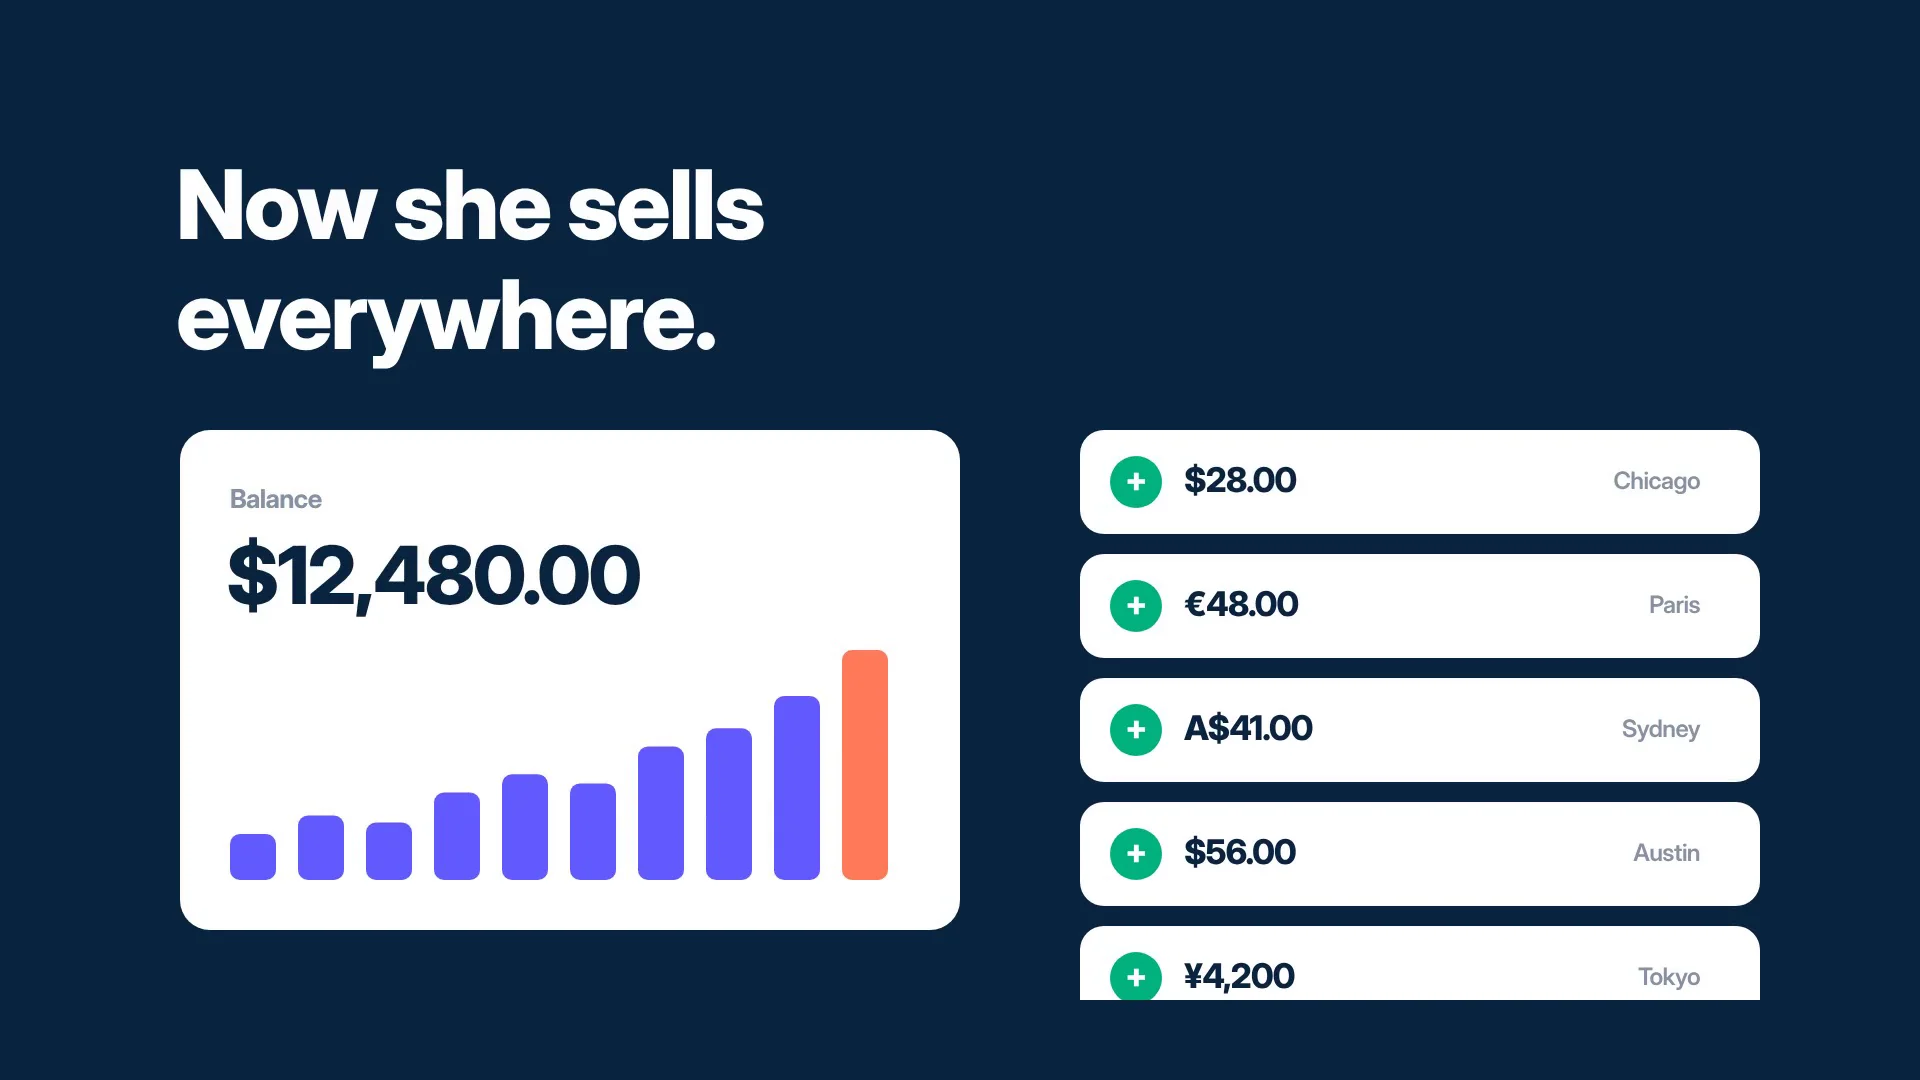 Now she sells
everywhere.
Balance
$12,480.00
$28.00 Chicago
€48.00 Paris
A$41.00 Sydney
$56.00 Austin
¥4,200 Tokyo